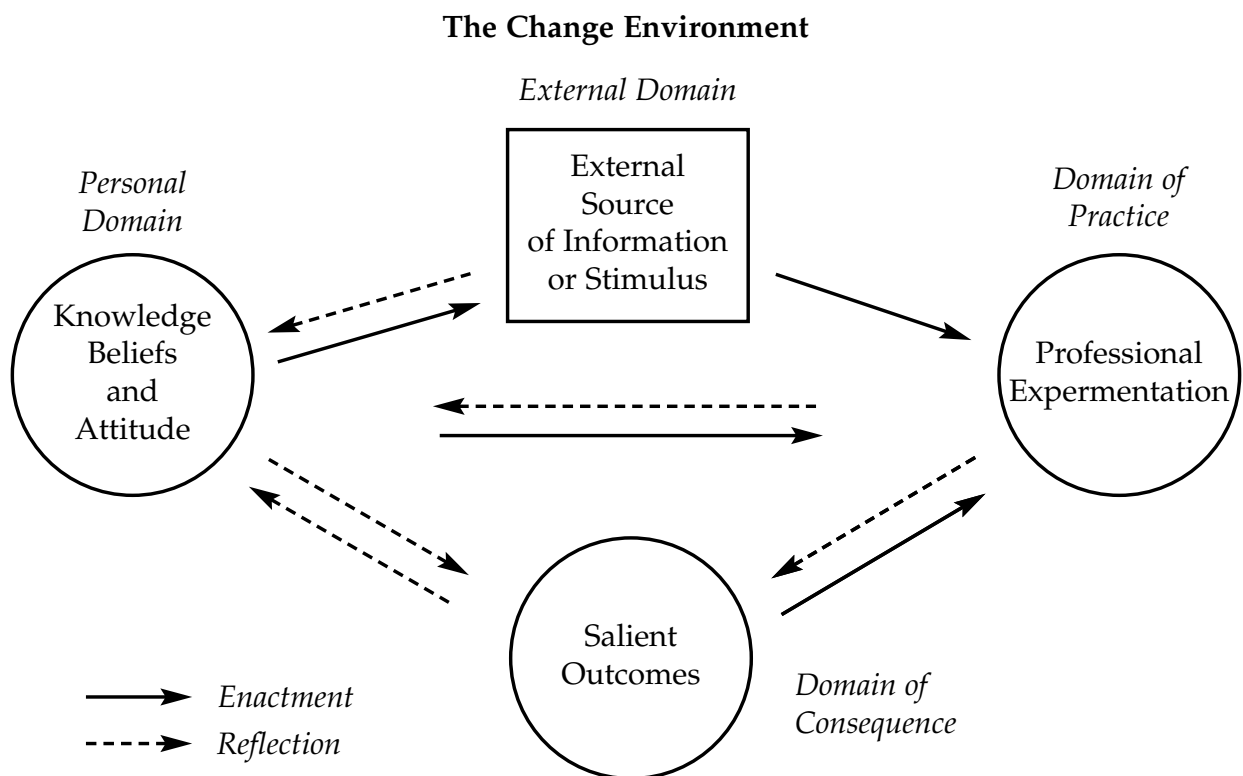 The Change Environment
External Domain
External
Source
of Information
or Stimulus
Personal
Domain
Knowledge
Beliefs
and
Attitude
Domain of
Practice
Professional
Expermentation
Salient
Outcomes
Domain of
Consequence
Enactment
Reflection